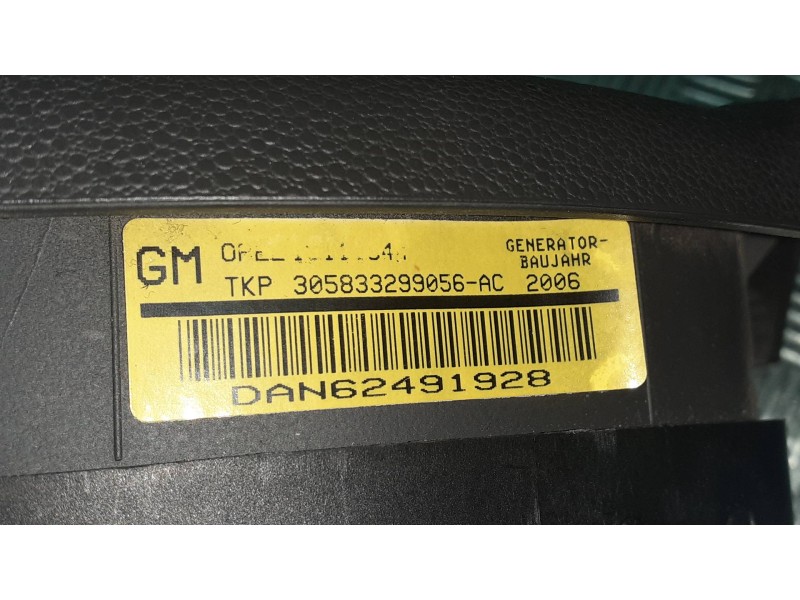 GM
GENERATOR-
BAUJAHR
TKP 305833299056-AC 2006
DAN62491928